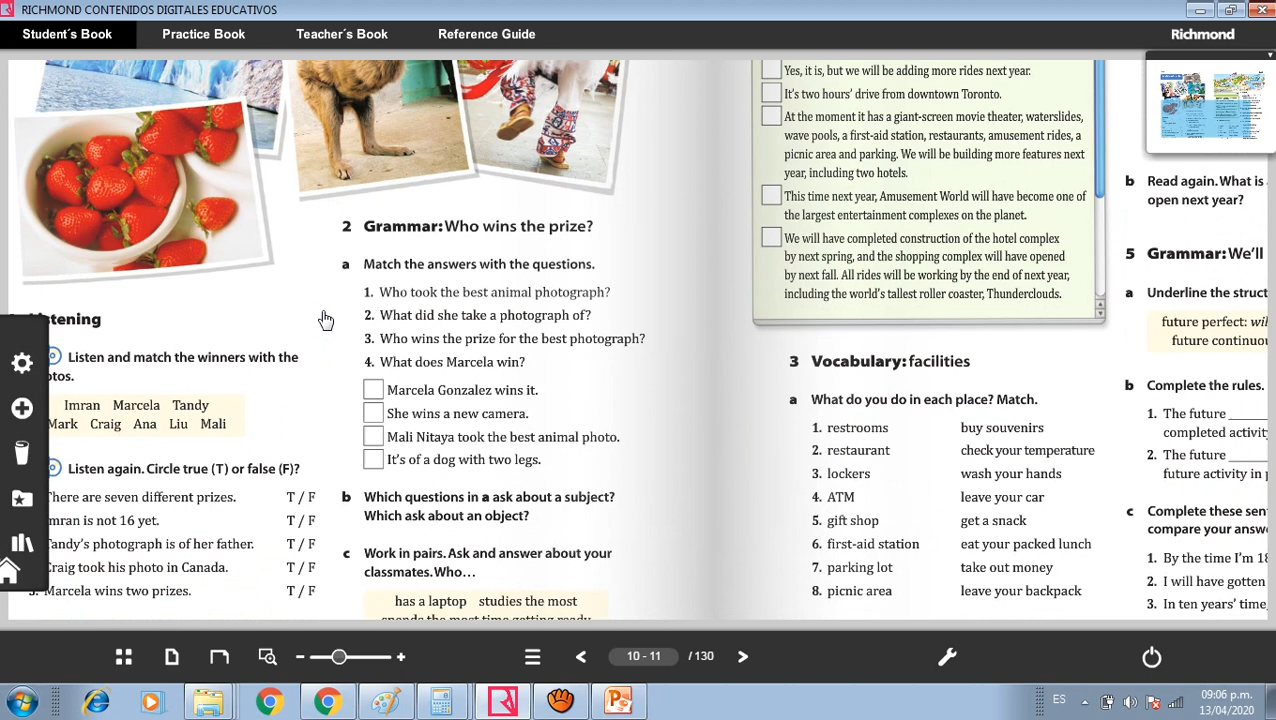 RICHMOND CONTENIDOS DIGITALES EDUCATIVOS
Student´s Book
Practice Book
Teacher´s Book
Reference Guide
Richmond
stening
Listen and match the winners with the
otos.
Imran Marcela Tandy
Mark Craig Ana Liu Mali
Listen again. Circle true (T) or false (F)?
There are seven different prizes. T / F
mran is not 16 yet. T / F
Tandy's photograph is of her father. T / F
Craig took his photo in Canada. T / F
Marcela wins two prizes. T / F
2 Grammar: Who wins the prize?
a Match the answers with the questions.
1. Who took the best animal photograph?
2. What did she take a photograph of?
3. Who wins the prize for the best photograph?
4. What does Marcela win?
Marcela Gonzalez wins it.
She wins a new camera.
Mali Nitaya took the best animal photo.
It's of a dog with two legs.
b Which questions in a ask about a subject?
Which ask about an object?
c Work in pairs. Ask and answer about your
classmates. Who…
has a laptop studies the most
spends the most time getting ready
Yes, it is, but we will be adding more rides next year.
It's two hours' drive from downtown Toronto.
At the moment it has a giant-screen movie theater, waterslides,
wave pools, a first-aid station, restaurants, amusement rides, a
picnic area and parking. We will be building more features next
year, including two hotels.
This time next year, Amusement World will have become one of
the largest entertainment complexes on the planet.
We will have completed construction of the hotel complex
by next spring, and the shopping complex will have opened
by next fall. All rides will be working by the end of next year,
including the world's tallest roller coaster, Thunderclouds.
3 Vocabulary: facilities
a What do you do in each place? Match.
1. restrooms buy souvenirs
2. restaurant check your temperature
3. lockers wash your hands
4. ATM leave your car
5. gift shop get a snack
6. first-aid station eat your packed lunch
7. parking lot take out money
8. picnic area leave your backpack
b Read again. What is
open next year?
5 Grammar: We'll
a Underline the struct
future perfect: wil
future continuou
b Complete the rules.
1. The future
completed activit
2. The future
future activity in p
c Complete these sen
compare your answe
1. By the time I'm 18
2. I will have gotten
3. In ten years' time,
10 - 11 / 130
ES
09:06 p.m.
13/04/2020